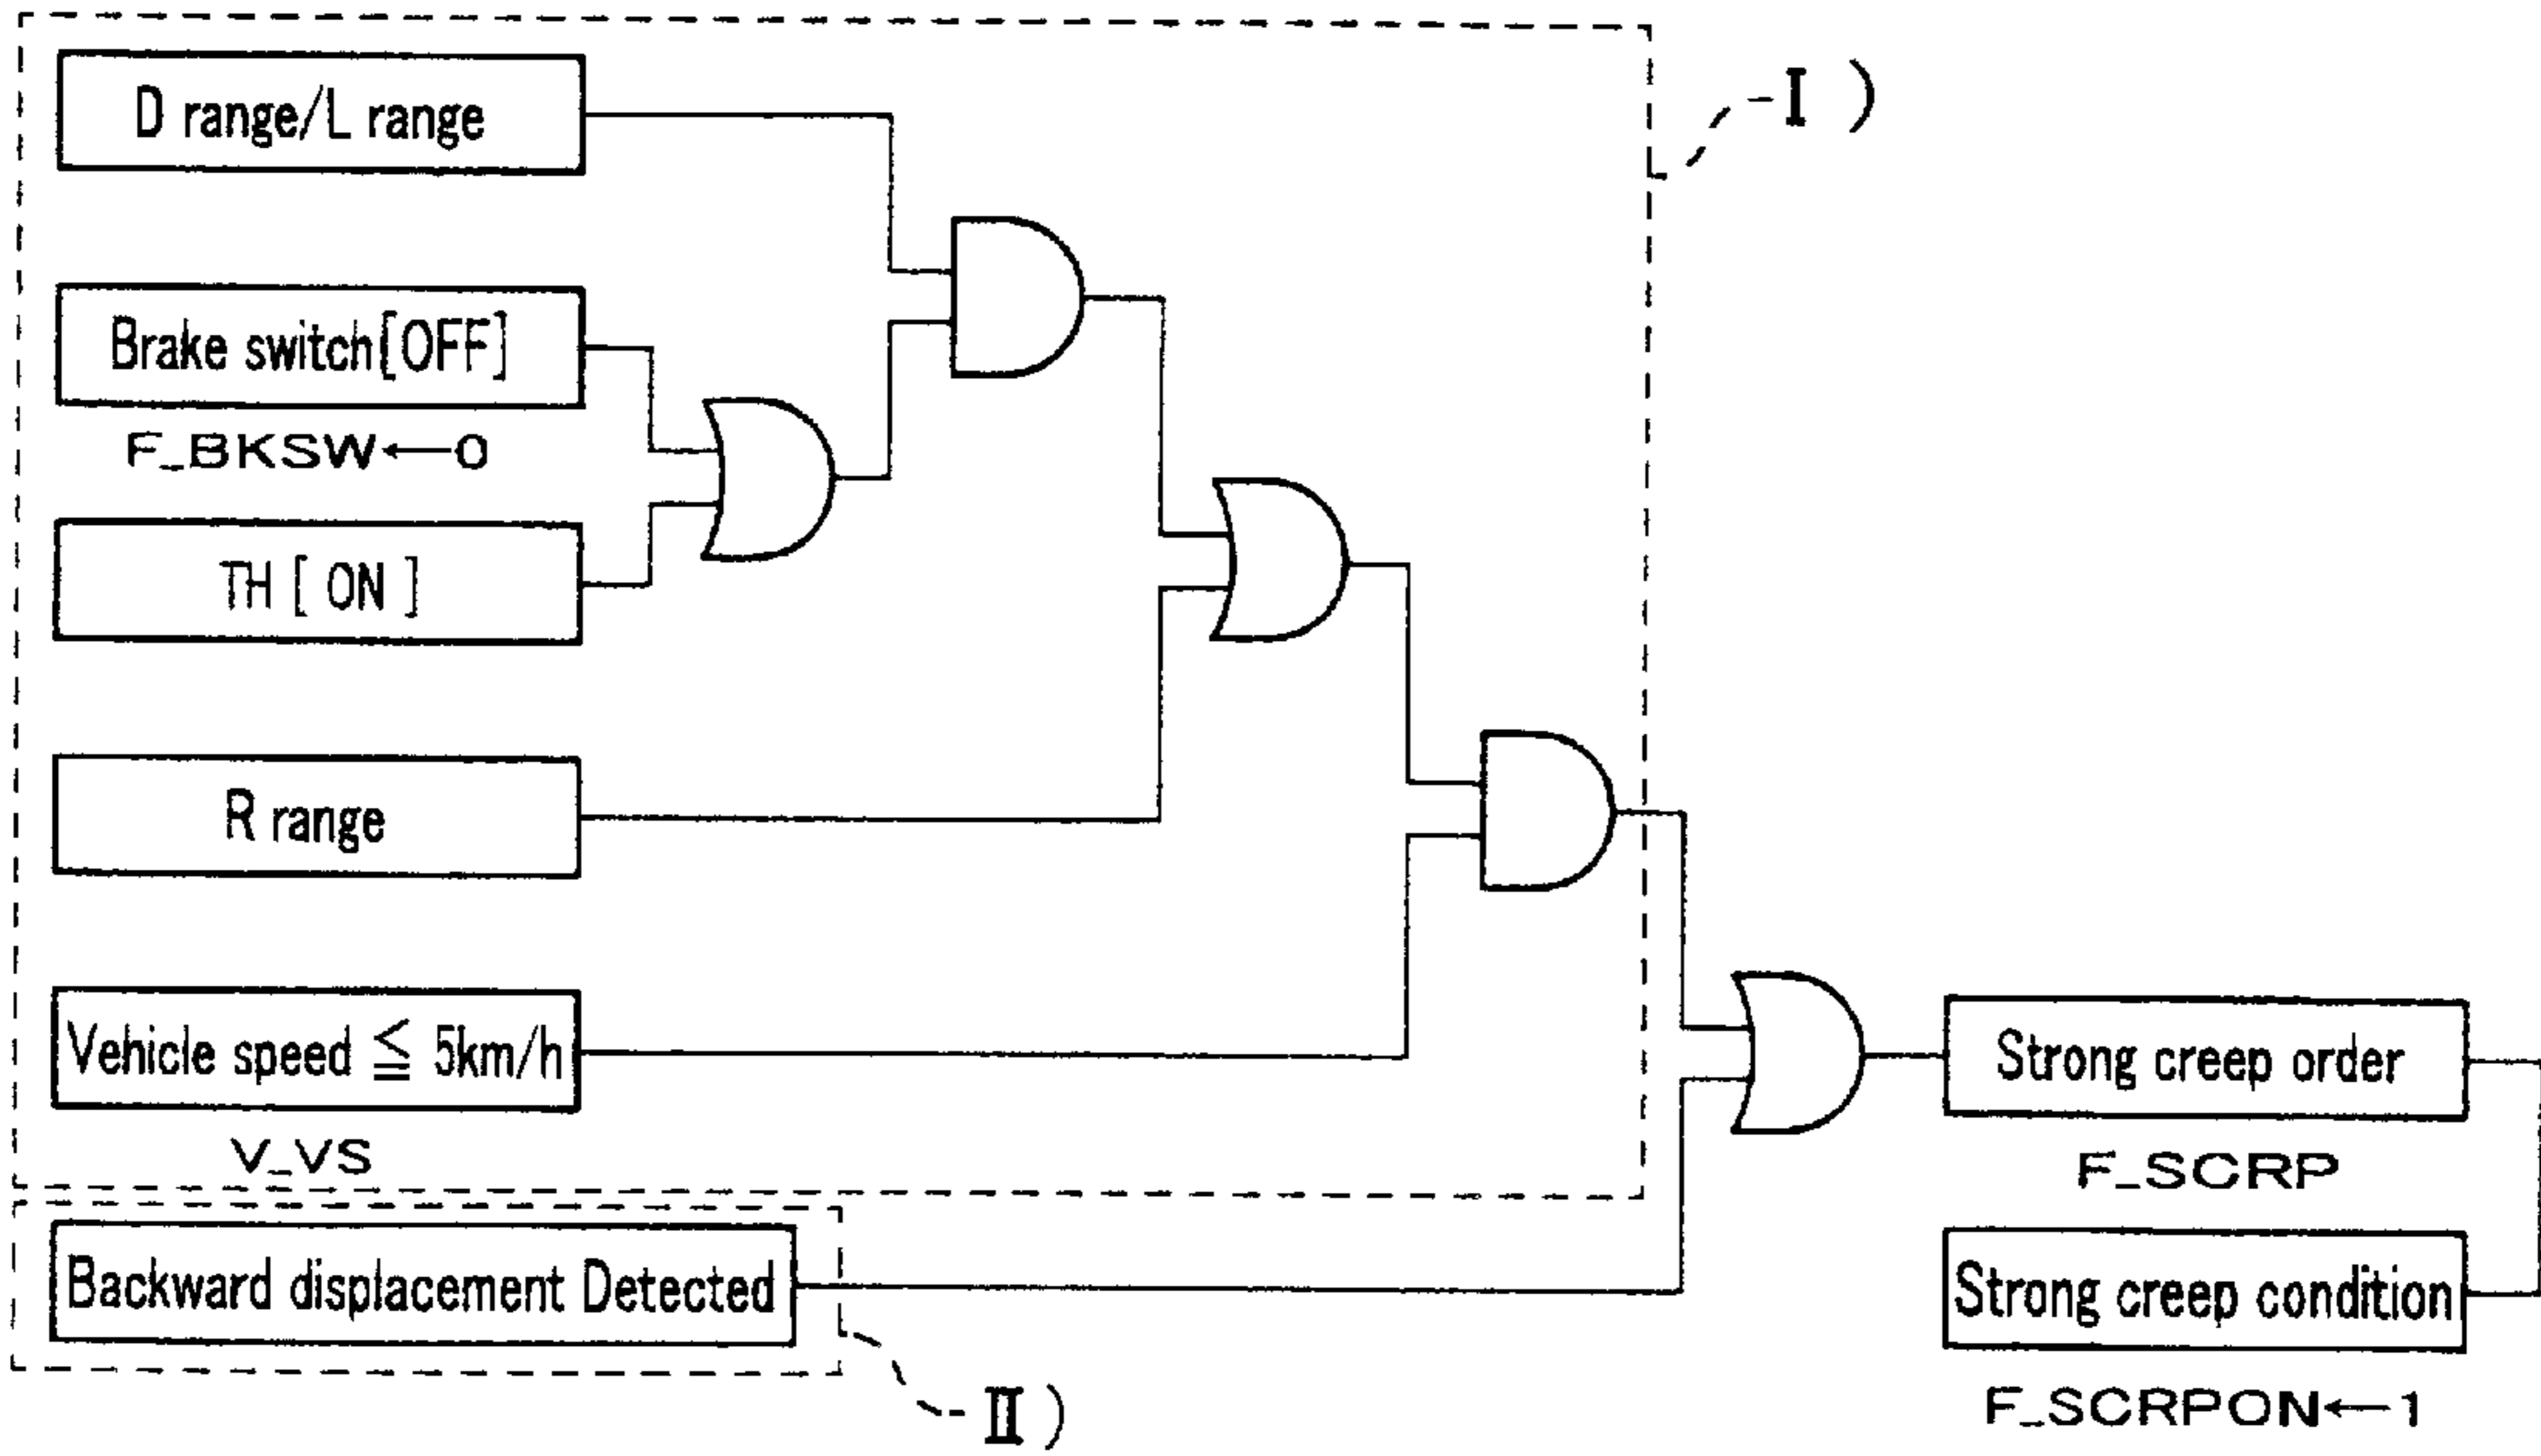 D range/L range
I )
Brake switch[OFF]
F_BKSW←0
TH [ ON ]
R range
Vehicle speed ≦ 5km/h
V_VS
Strong creep order
F_SCRP
Backward displacement Detected
Strong creep condition
II )
F_SCRPON←1